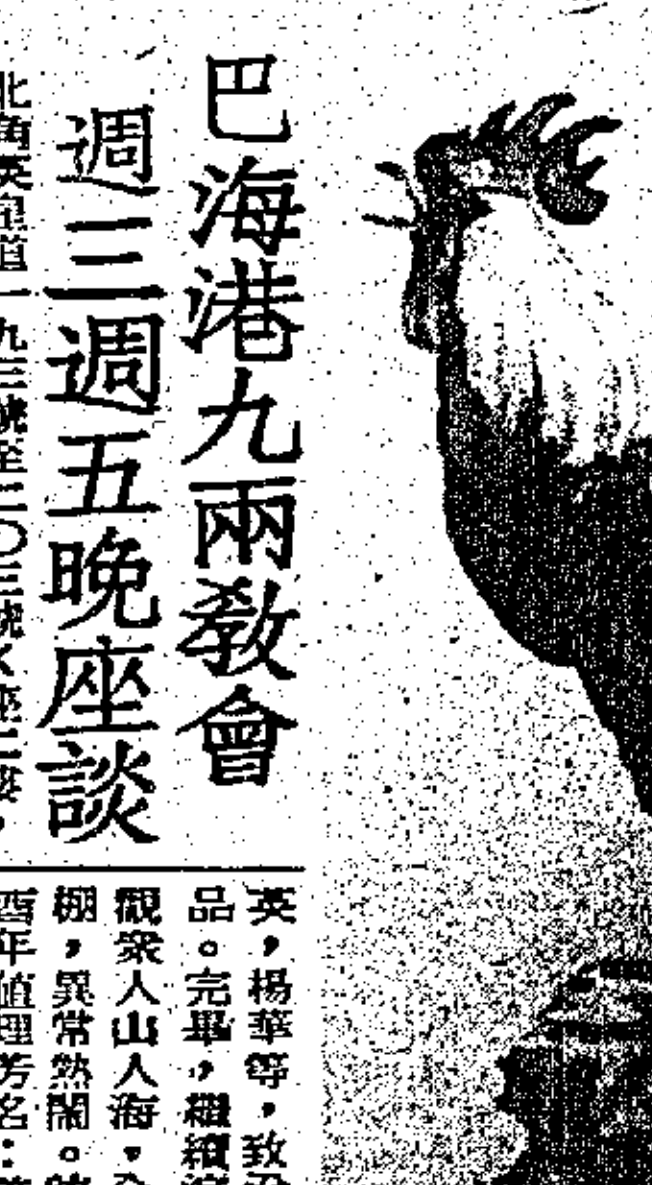 巴海港九兩教會
週三週五晚座談
北角英皇道一九三號至二〇三號
英，楊華等，致
品。完畢，繼續
觀衆人山人海，
棚，異常熱鬧。
酉年值理芳名：